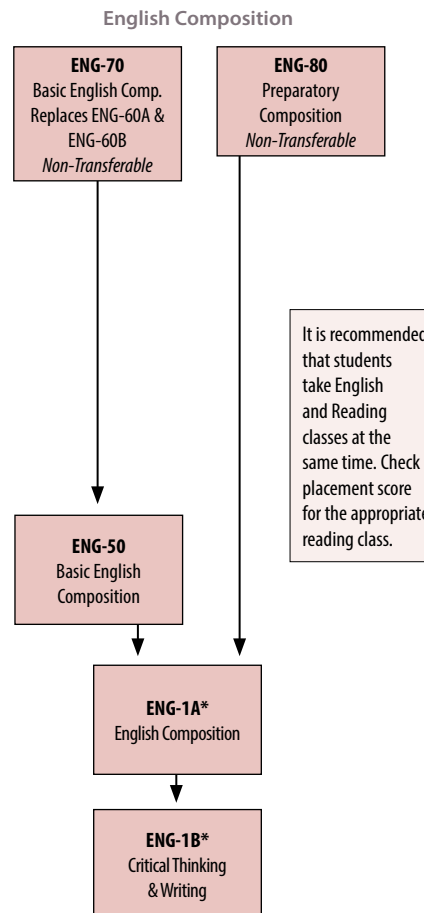 English Composition
ENG-70
Basic English Comp.
Replaces ENG-60A &
ENG-60B
Non-Transferable
ENG-80
Preparatory
Composition
Non-Transferable
It is recommended
that students
take English
and Reading
classes at the
same time. Check
placement score
for the appropriate
reading class.
ENG-50
Basic English
Composition
ENG-1A*
English Composition
ENG-1B*
Critical Thinking
& Writing